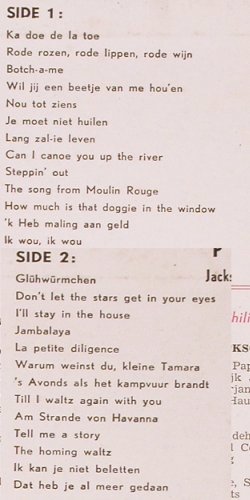 SIDE 1:
Ka doe de la toe
Rode rozen, rode lippen, rode wijn
Botch-a-me
Wil jij een beetje van me hou'en
Nou tot ziens
Je moet niet huilen
Lang zal-ie leven
Can I canoe you up the river
Steppin' out
The song from Moulin Rouge
How much is that doggie in the window
'k Heb maling aan geld
Ik wou, ik wou
SIDE 2:
Glühwürmchen
Don't let the stars get in your eyes
I'll stay in the house
Jambalaya
La petite diligence
Warum weinst du, kleine Tamara
's Avonds als het kampvuur brandt
Till I waltz again with you
Am Strande von Havanna
Tell me a story
The homing waltz
Ik kan je niet beletten
Dat heb je al meer gedaan